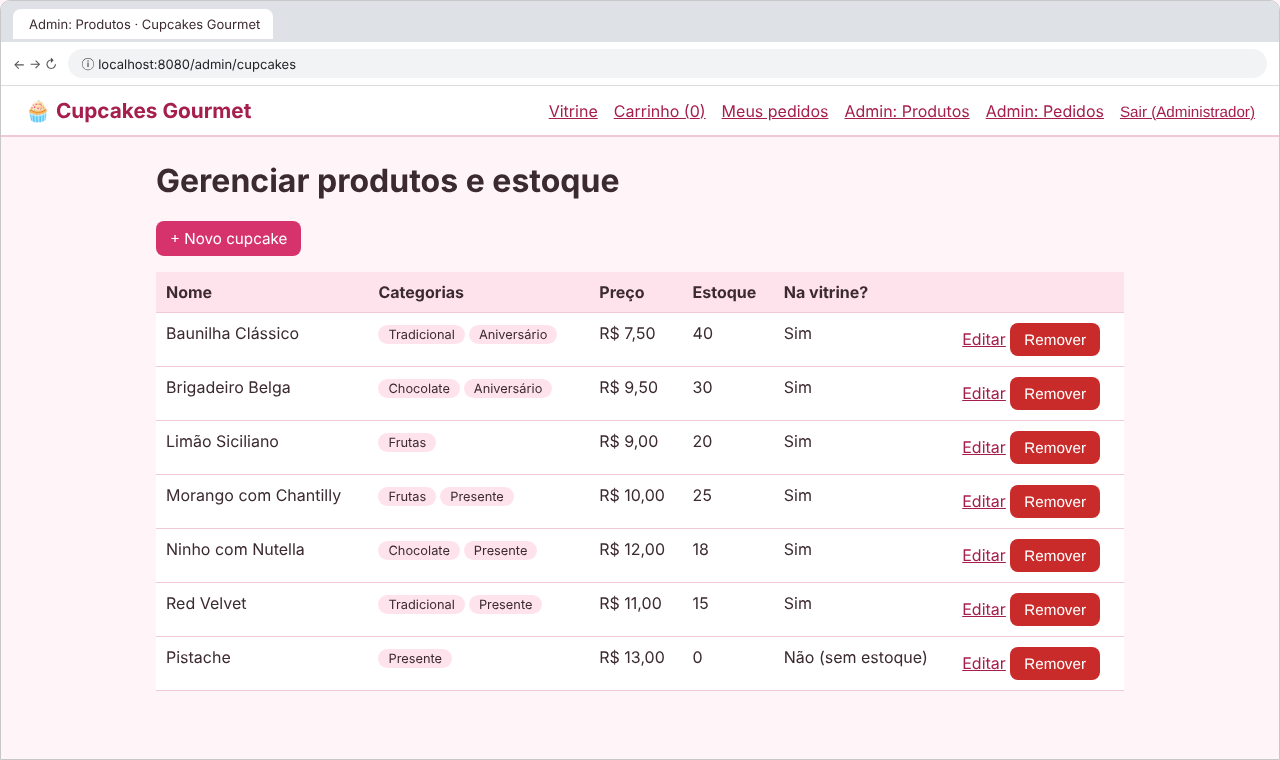 Admin: Produtos · Cupcakes Gourmet
localhost:8080/admin/cupcakes
Cupcakes Gourmet Vitrine Carrinho (0) Meus pedidos Admin: Produtos Admin: Pedidos Sair (Administrador)
Gerenciar produtos e estoque
+ Novo cupcake
Nome Categorias Preço Estoque Na vitrine?
Baunilha Clássico Tradicional Aniversário R$ 7,50 40 Sim Editar Remover
Brigadeiro Belga Chocolate Aniversário R$ 9,50 30 Sim Editar Remover
Limão Siciliano Frutas R$ 9,00 20 Sim Editar Remover
Morango com Chantilly Frutas Presente R$ 10,00 25 Sim Editar Remover
Ninho com Nutella Chocolate Presente R$ 12,00 18 Sim Editar Remover
Red Velvet Tradicional Presente R$ 11,00 15 Sim Editar Remover
Pistache Presente R$ 13,00 0 Não (sem estoque) Editar Remover